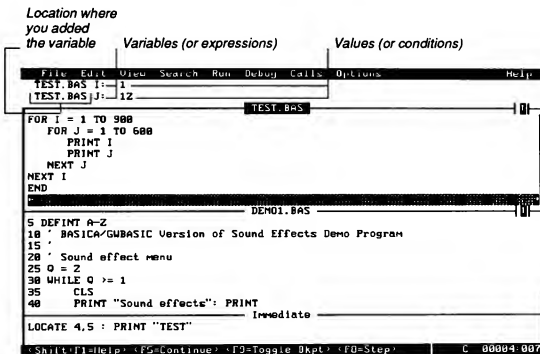 Location where
you added
the variable
Variables (or expressions)
Values (or conditions)
File Edit View Search Run Debug Calls Options Help
TEST.BAS I: 1
TEST.BAS J: 12
TEST.BAS
FOR I = 1 TO 900
FOR J = 1 TO 600
PRINT I
PRINT J
NEXT J
NEXT I
END
DEMO1.BAS
5 DEFINT A-Z
10 ' BASICA/GWBASIC Version of Sound Effects Demo Program
15 '
20 ' Sound effect menu
25 Q = 2
30 WHILE Q >= 1
35 CLS
40 PRINT "Sound effects": PRINT
Immediate
LOCATE 4,5 : PRINT "TEST"
<Shift+F1=Help> <F5=Continue> <F9=Toggle Bkpt> <F8=Step> C 00004:007